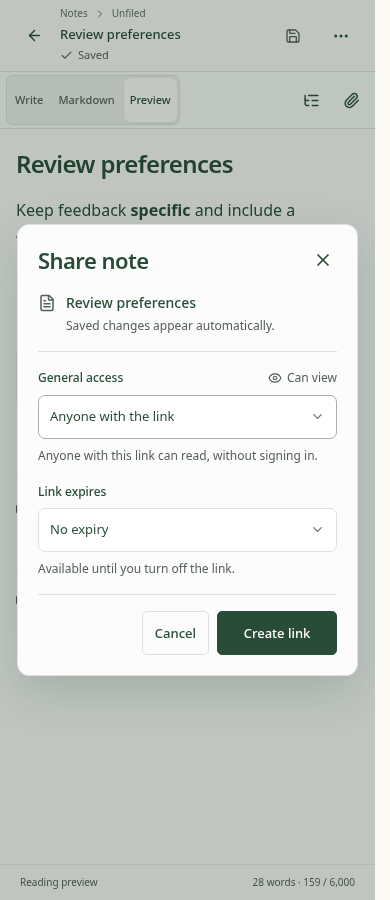 Notes > Unfiled
Review preferences
Saved
Write Markdown Preview
Review preferences
Keep feedback specific and include a
Share note
Review preferences
Saved changes appear automatically.
General access Can view
Anyone with the link
Anyone with this link can read, without signing in.
Link expires
No expiry
Available until you turn off the link.
Cancel Create link
Reading preview 28 words · 159 / 6,000